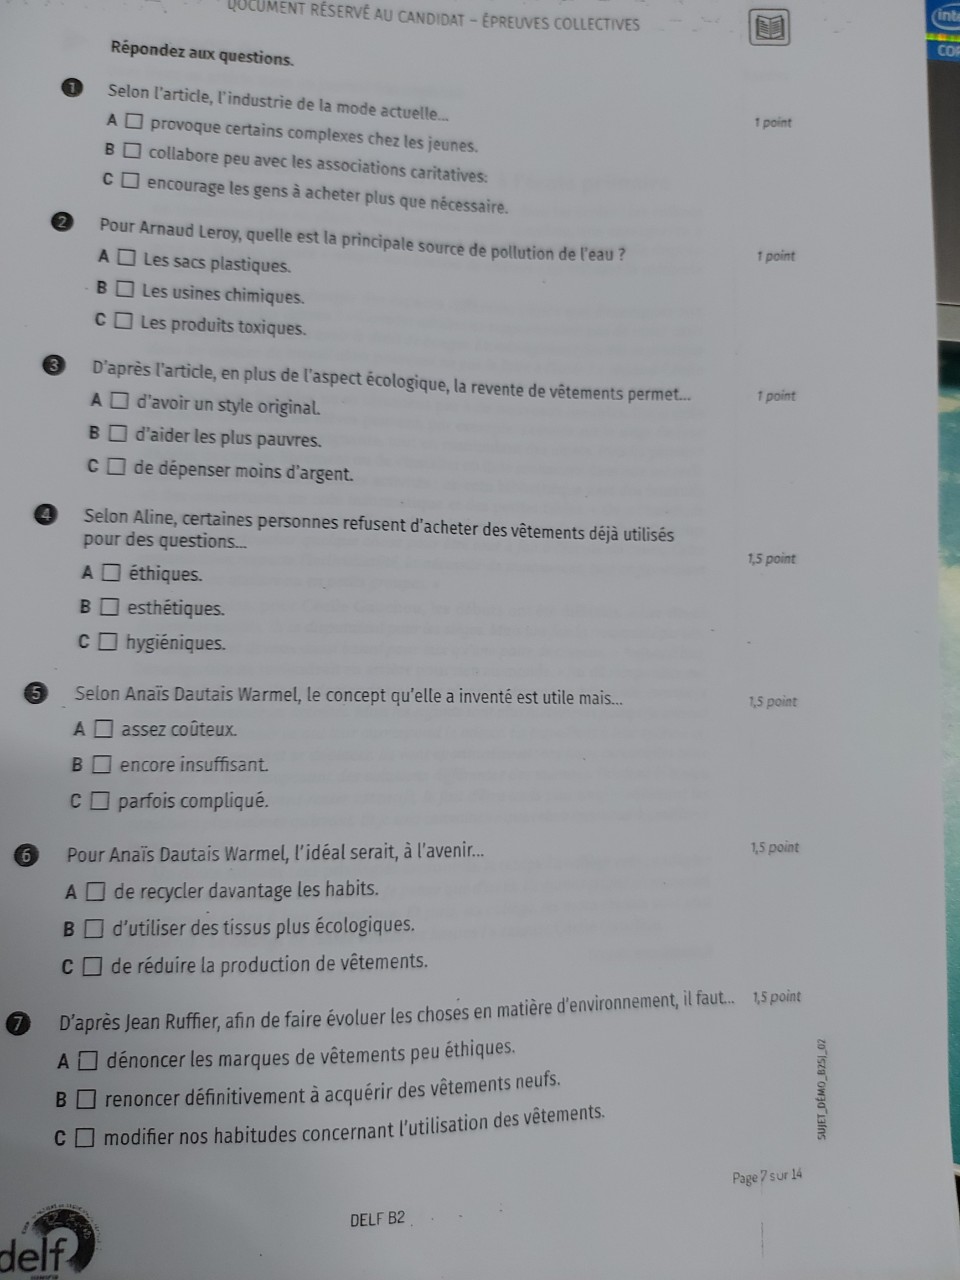 DOCUMENT RÉSERVÉ AU CANDIDAT – ÉPREUVES COLLECTIVES
Répondez aux questions.
1 Selon l'article, l'industrie de la mode actuelle... 1 point
A provoque certains complexes chez les jeunes.
B collabore peu avec les associations caritatives.
C encourage les gens à acheter plus que nécessaire.
2 Pour Arnaud Leroy, quelle est la principale source de pollution de l'eau ? 1 point
A Les sacs plastiques.
B Les usines chimiques.
C Les produits toxiques.
3 D'après l'article, en plus de l'aspect écologique, la revente de vêtements permet... 1 point
A d'avoir un style original.
B d'aider les plus pauvres.
C de dépenser moins d'argent.
4 Selon Aline, certaines personnes refusent d'acheter des vêtements déjà utilisés
pour des questions... 1,5 point
A éthiques.
B esthétiques.
C hygiéniques.
5 Selon Anaïs Dautais Warmel, le concept qu'elle a inventé est utile mais... 1,5 point
A assez coûteux.
B encore insuffisant.
C parfois compliqué.
6 Pour Anaïs Dautais Warmel, l'idéal serait, à l'avenir... 1,5 point
A de recycler davantage les habits.
B d'utiliser des tissus plus écologiques.
C de réduire la production de vêtements.
7 D'après Jean Ruffier, afin de faire évoluer les choses en matière d'environnement, il faut... 1,5 point
A dénoncer les marques de vêtements peu éthiques.
B renoncer définitivement à acquérir des vêtements neufs.
C modifier nos habitudes concernant l'utilisation des vêtements.
SUJET_DÉMO_B2SJ_02
Page 7 sur 14
DELF B2
delf